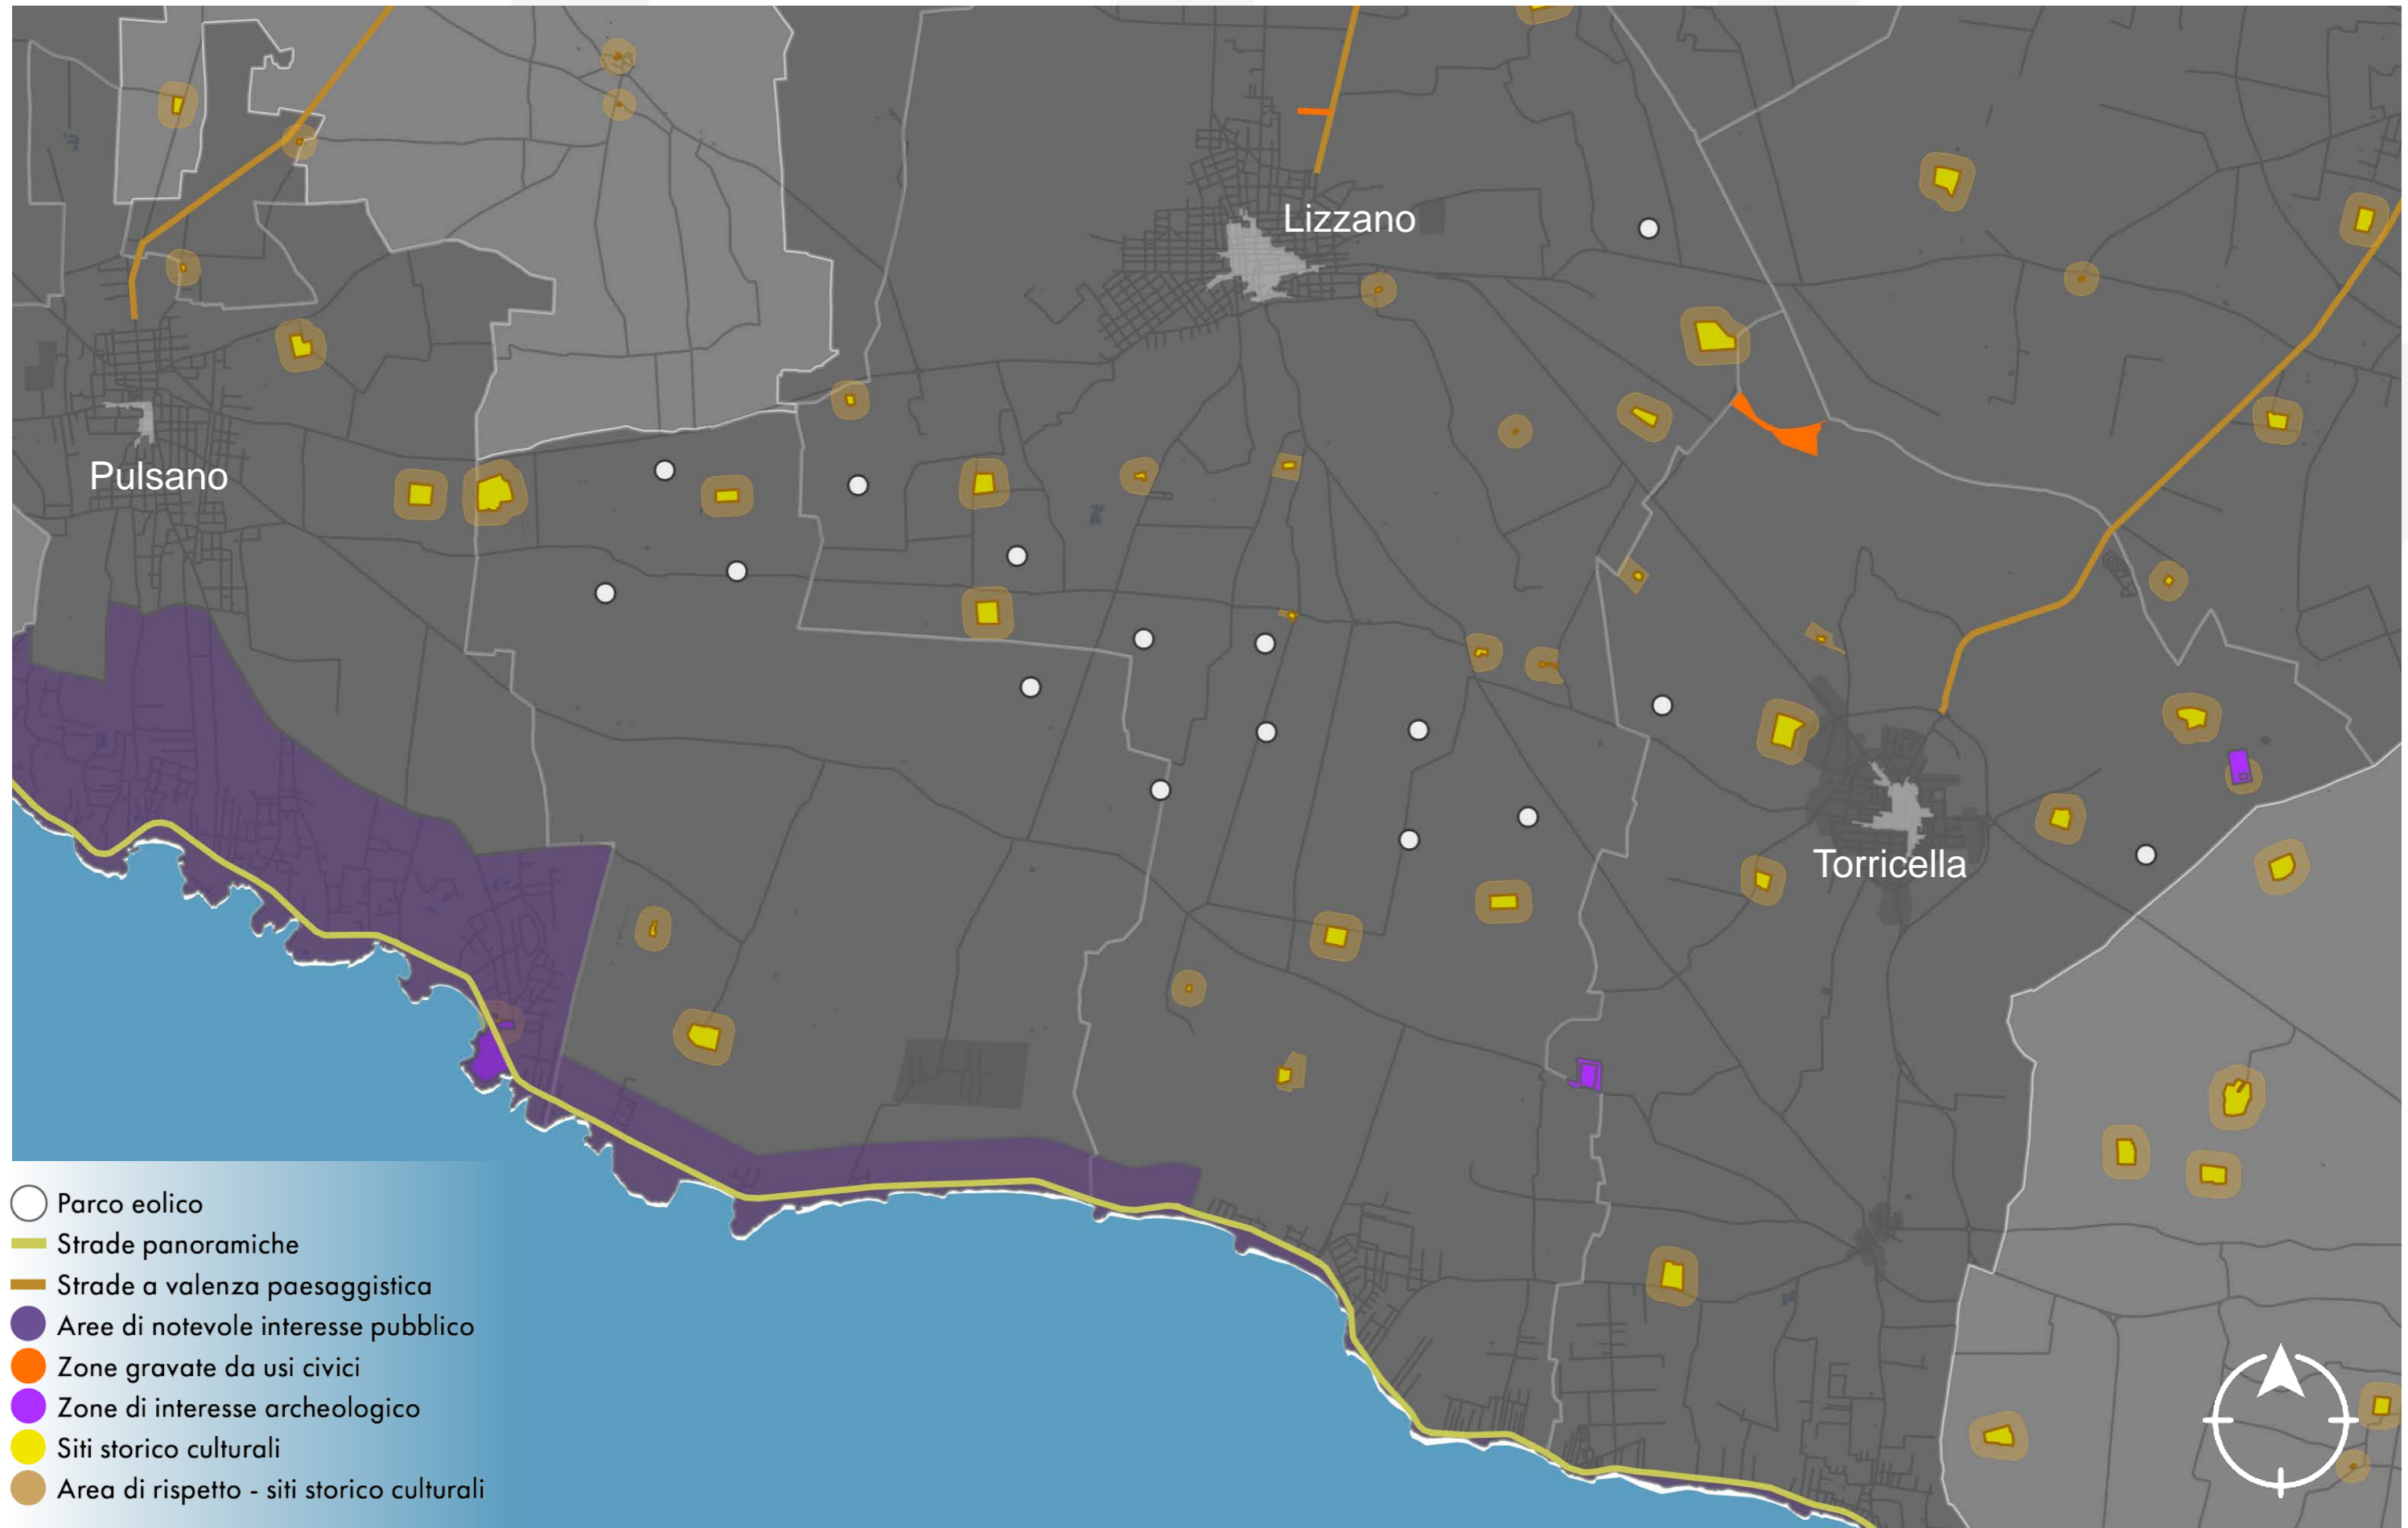 Lizzano
Pulsano
Torricella
Parco eolico
Strade panoramiche
Strade a valenza paesaggistica
Aree di notevole interesse pubblico
Zone gravate da usi civici
Zone di interesse archeologico
Siti storico culturali
Area di rispetto - siti storico culturali